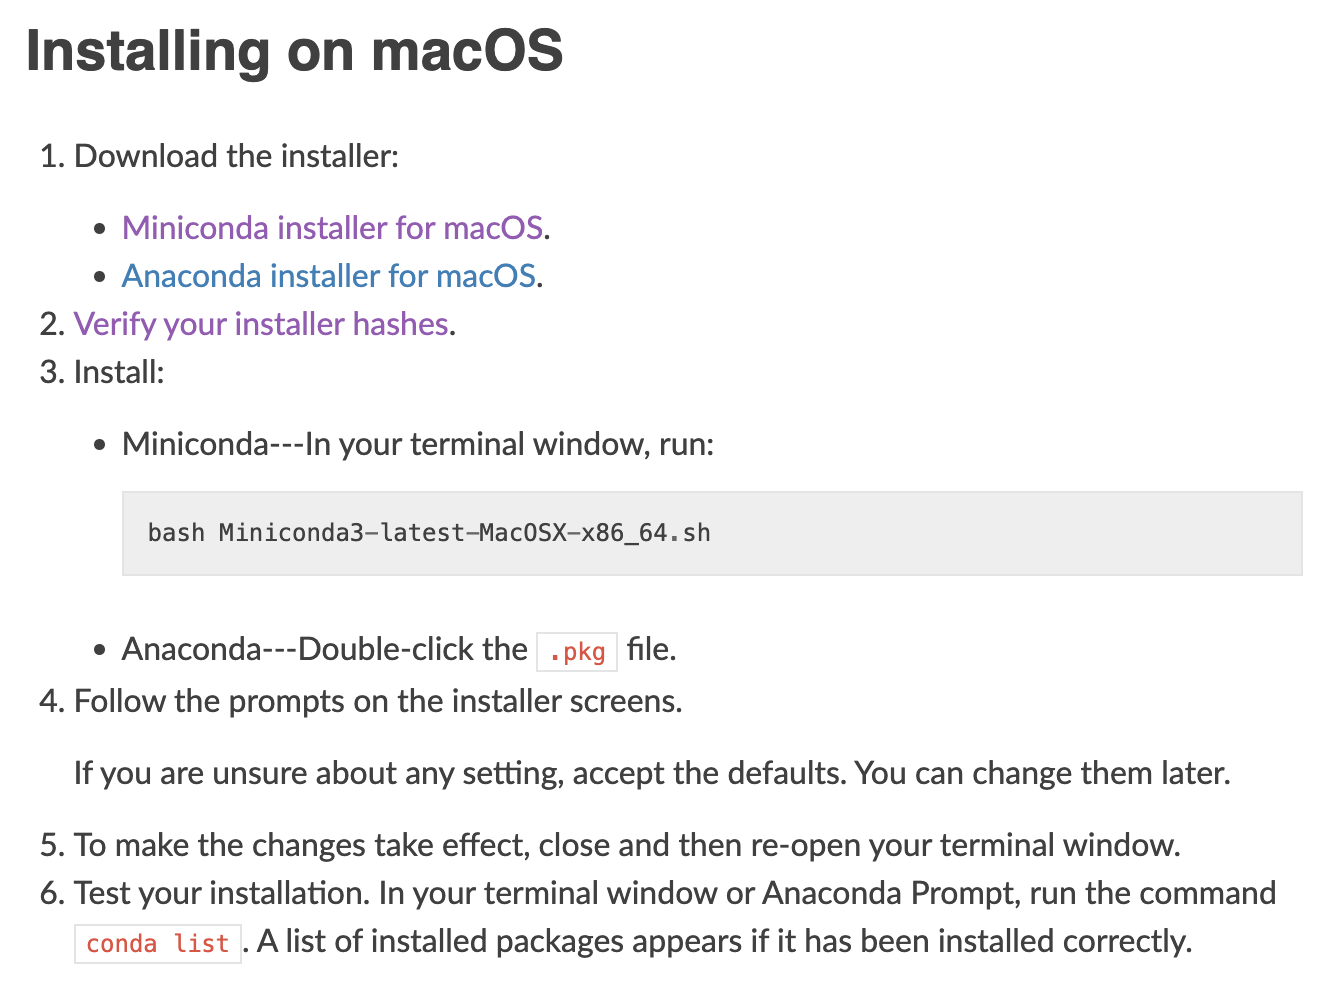 Installing on macOS
1. Download the installer:
• Miniconda installer for macOS.
• Anaconda installer for macOS.
2. Verify your installer hashes.
3. Install:
• Miniconda---In your terminal window, run:
bash Miniconda3-latest-MacOSX-x86_64.sh
• Anaconda---Double-click the .pkg file.
4. Follow the prompts on the installer screens.
If you are unsure about any setting, accept the defaults. You can change them later.
5. To make the changes take effect, close and then re-open your terminal window.
6. Test your installation. In your terminal window or Anaconda Prompt, run the command
conda list. A list of installed packages appears if it has been installed correctly.